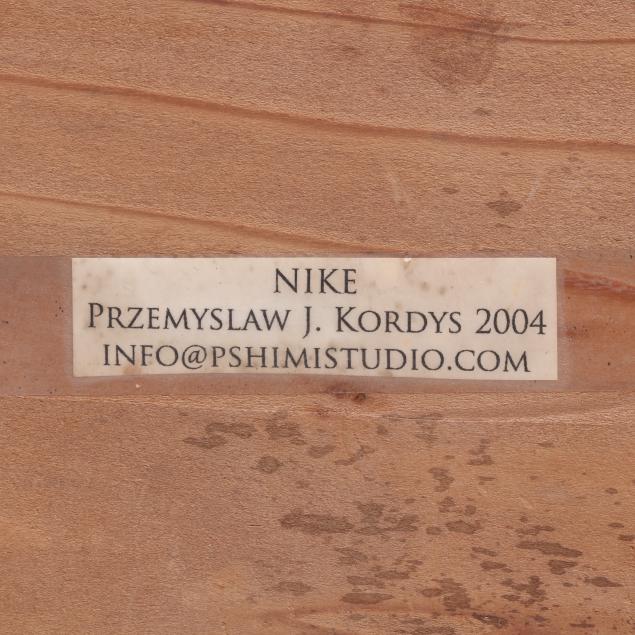 NIKE
PRZEMYSLAW J. KORDYS 2004
INFO@PSHIMISTUDIO.COM